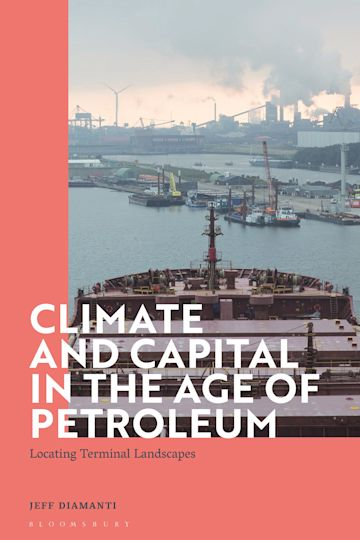 CLIMATE
AND CAPITAL
IN THE AGE OF
PETROLEUM
Locating Terminal Landscapes
JEFF DIAMANTI
BLOOMSBURY